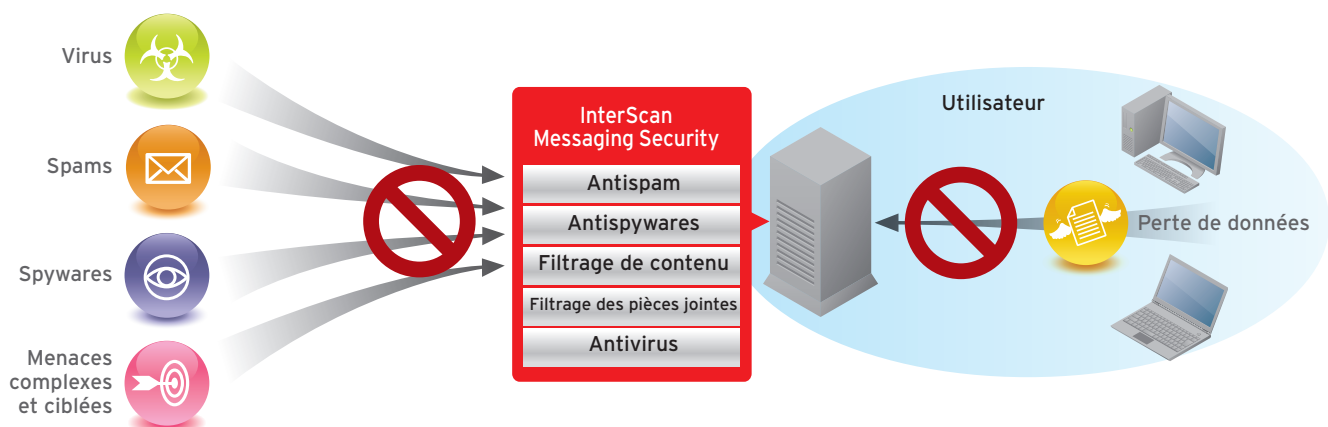 Virus
Spams
Spywares
Menaces
complexes
et ciblées
InterScan
Messaging Security
Antispam
Antispywares
Filtrage de contenu
Filtrage des pièces jointes
Antivirus
Utilisateur
Perte de données